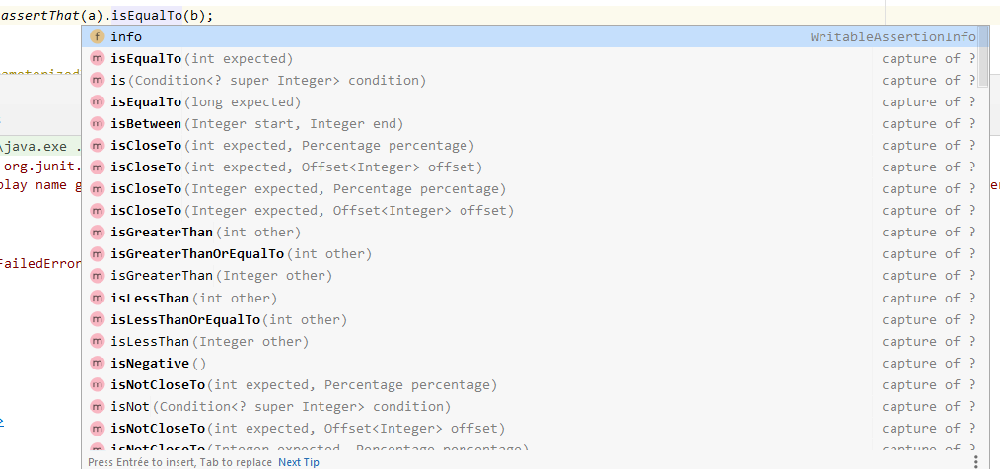 assertThat(a).isEqualTo(b);
info WritableAssertionInfo
isEqualTo(int expected) capture of ?
is(Condition<? super Integer> condition) capture of ?
isEqualTo(long expected) capture of ?
isBetween(Integer start, Integer end) capture of ?
\java.exe . isCloseTo(int expected, Percentage percentage) capture of ?
org.junit. isCloseTo(int expected, Offset<Integer> offset) capture of ?
play name g isCloseTo(Integer expected, Percentage percentage) capture of ? er
isCloseTo(Integer expected, Offset<Integer> offset) capture of ?
isGreaterThan(int other) capture of ?
isGreaterThanOrEqualTo(int other) capture of ?
FailedError isGreaterThan(Integer other) capture of ?
isLessThan(int other) capture of ?
isLessThanOrEqualTo(int other) capture of ?
isLessThan(Integer other) capture of ?
isNegative() capture of ?
isNotCloseTo(int expected, Percentage percentage) capture of ?
isNot(Condition<? super Integer> condition) capture of ?
isNotCloseTo(int expected, Offset<Integer> offset) capture of ?
isNotCloseTo(Integer expected, Percentage percentage) capture of ?
Press Entrée to insert, Tab to replace Next Tip